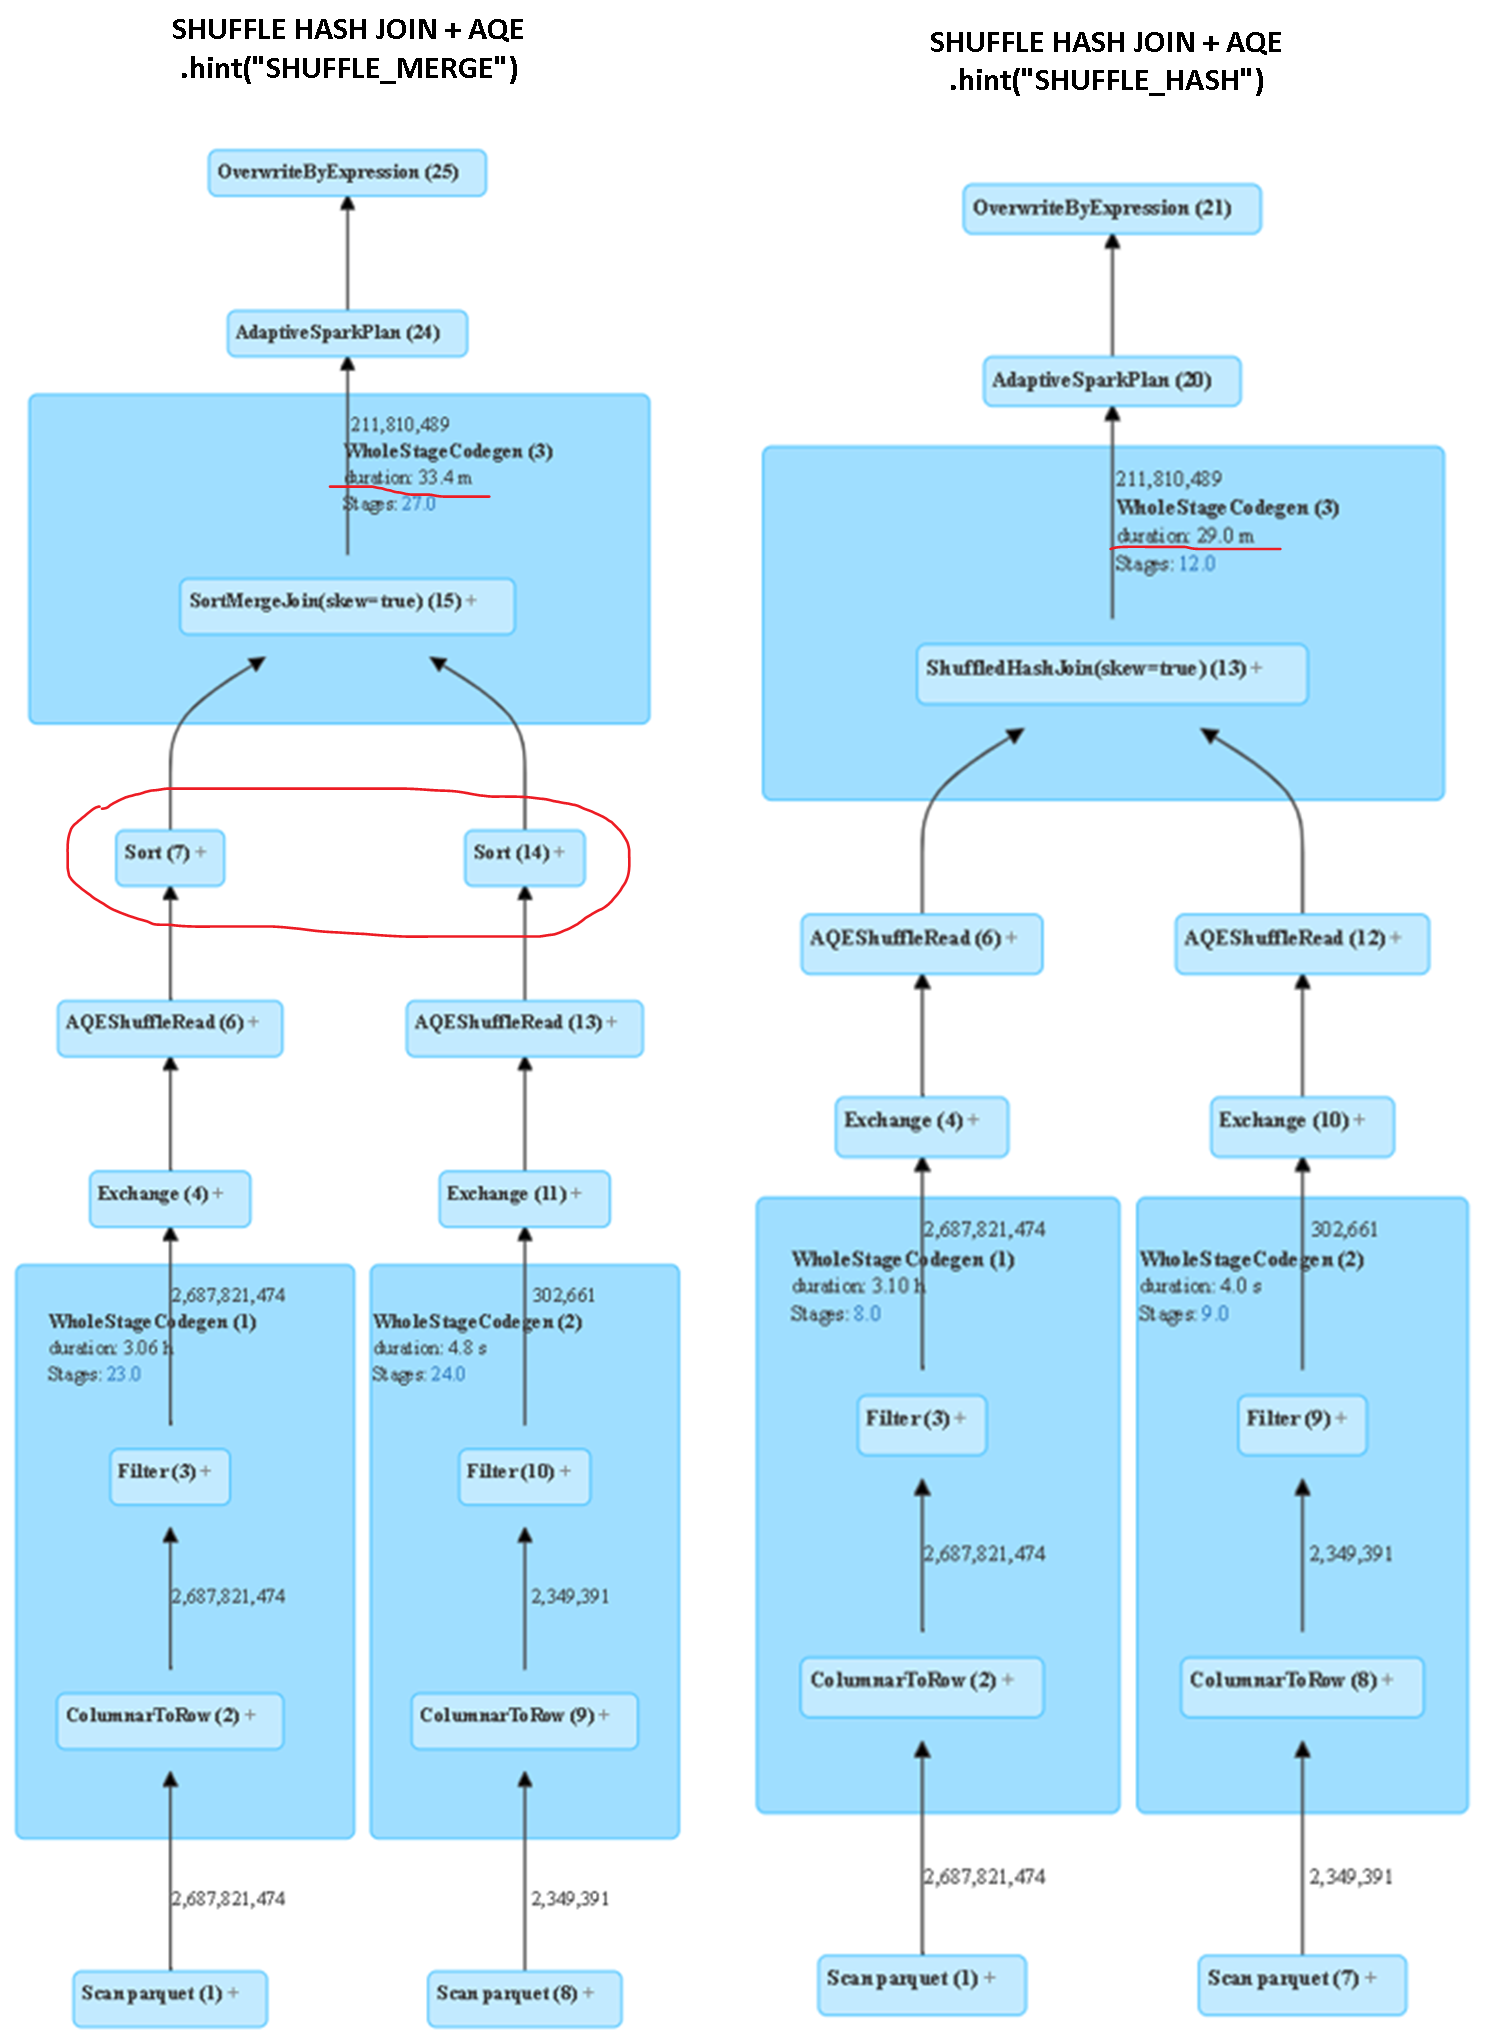 SHUFFLE HASH JOIN + AQE
.hint("SHUFFLE_MERGE")
OverwriteByExpression (25)
AdaptiveSparkPlan (24)
211,810,489
WholeStageCodegen (3)
duration: 33.4 m
Stages: 27.0
SortMergeJoin(skew=true) (15) +
Sort (7) +
Sort (14) +
AQEShuffleRead (6) +
AQEShuffleRead (13) +
Exchange (4) +
Exchange (11) +
2,687,821,474
WholeStageCodegen (1)
duration: 3.06 h
Stages: 23.0
302,661
WholeStageCodegen (2)
duration: 4.8 s
Stages: 24.0
Filter (3) +
Filter (10) +
2,687,821,474
2,349,391
ColumnarToRow (2) +
ColumnarToRow (9) +
2,687,821,474
2,349,391
Scan parquet (1) +
Scan parquet (8) +
SHUFFLE HASH JOIN + AQE
.hint("SHUFFLE_HASH")
OverwriteByExpression (21)
AdaptiveSparkPlan (20)
211,810,489
WholeStageCodegen (3)
duration: 29.0 m
Stages: 12.0
ShuffledHashJoin(skew=true) (13) +
AQEShuffleRead (6) +
AQEShuffleRead (12) +
Exchange (4) +
Exchange (10) +
2,687,821,474
WholeStageCodegen (1)
duration: 3.10 h
Stages: 8.0
302,661
WholeStageCodegen (2)
duration: 4.0 s
Stages: 9.0
Filter (3) +
Filter (9) +
2,687,821,474
2,349,391
ColumnarToRow (2) +
ColumnarToRow (8) +
2,687,821,474
2,349,391
Scan parquet (1) +
Scan parquet (7) +